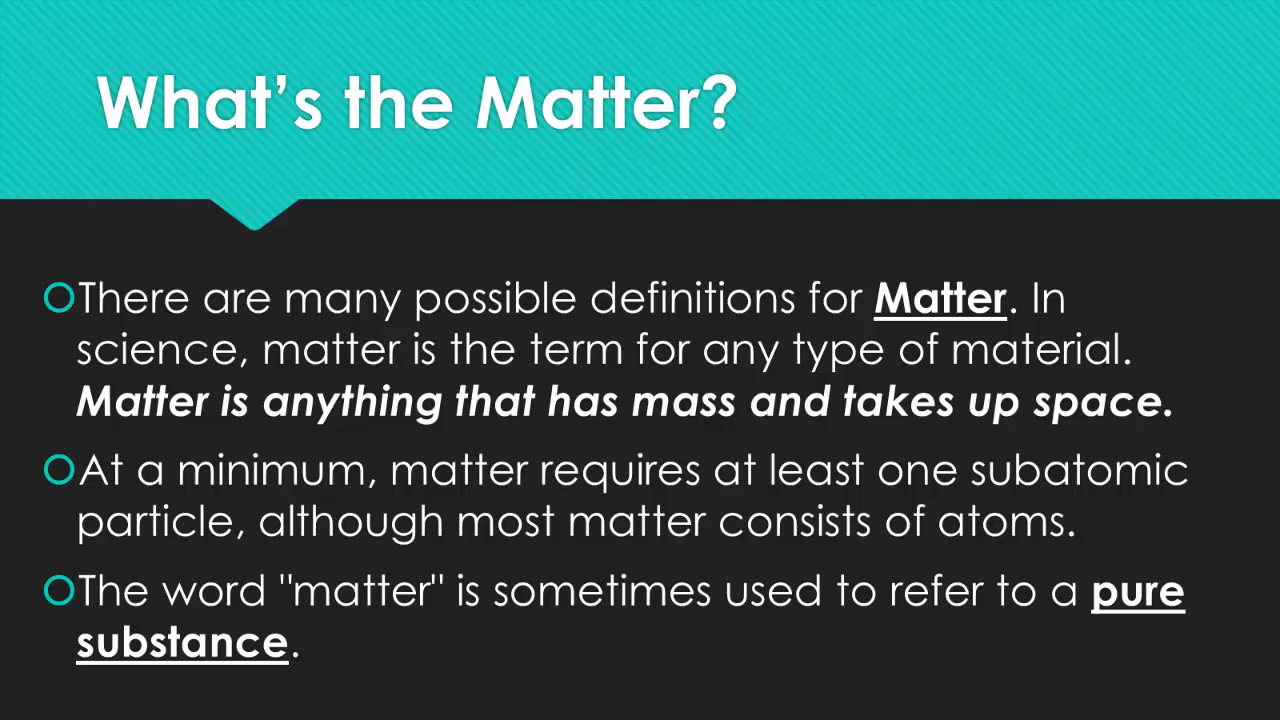 What’s the Matter?
There are many possible definitions for Matter. In
science, matter is the term for any type of material.
Matter is anything that has mass and takes up space.
At a minimum, matter requires at least one subatomic
particle, although most matter consists of atoms.
The word "matter" is sometimes used to refer to a pure
substance.